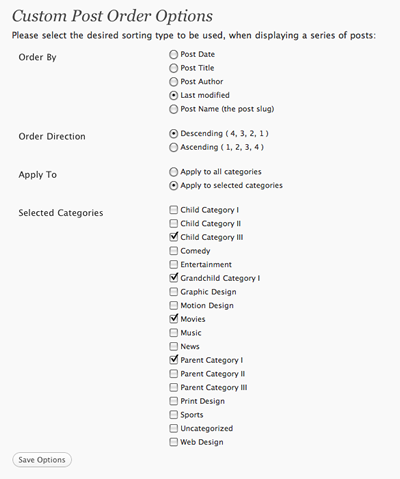 Custom Post Order Options
Please select the desired sorting type to be used, when displaying a series of posts:
Order By
Post Date
Post Title
Post Author
Last modified
Post Name (the post slug)
Order Direction
Descending ( 4, 3, 2, 1 )
Ascending ( 1, 2, 3, 4 )
Apply To
Apply to all categories
Apply to selected categories
Selected Categories
Child Category I
Child Category II
Child Category III
Comedy
Entertainment
Grandchild Category I
Graphic Design
Motion Design
Movies
Music
News
Parent Category I
Parent Category II
Parent Category III
Print Design
Sports
Uncategorized
Web Design
Save Options